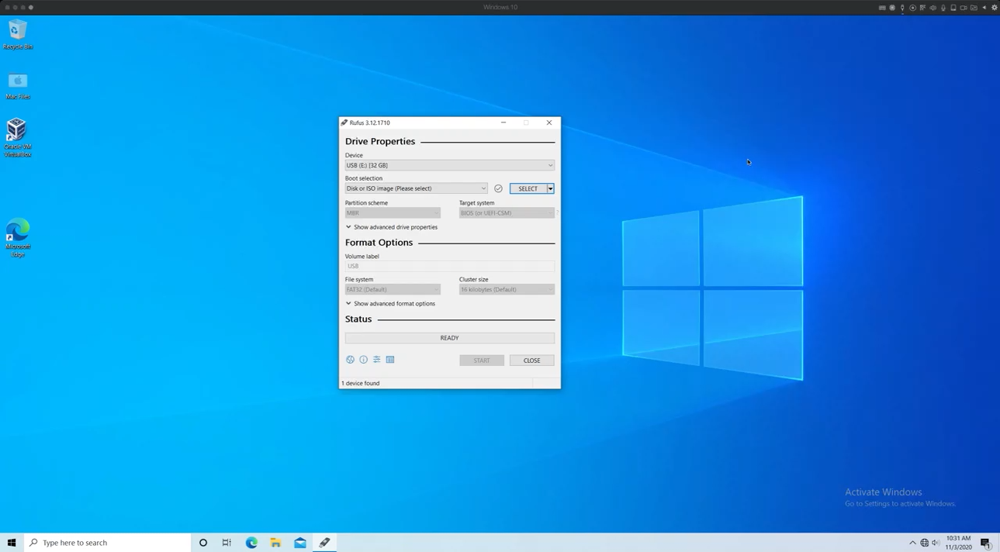 Windows 10
Recycle Bin
Mac Files
Oracle VM
VirtualBox
Microsoft
Edge
Rufus 3.12.1710
Drive Properties
Device
USB (E:) [32 GB]
Boot selection
Disk or ISO image (Please select)
SELECT
Partition scheme
Target system
MBR
BIOS (or UEFI-CSM)
?
Show advanced drive properties
Format Options
Volume label
USB
File system
Cluster size
FAT32 (Default)
16 kilobytes (Default)
Show advanced format options
Status
READY
START
CLOSE
1 device found
Activate Windows
Go to Settings to activate Windows.
Type here to search
10:31 AM
11/3/2020
1